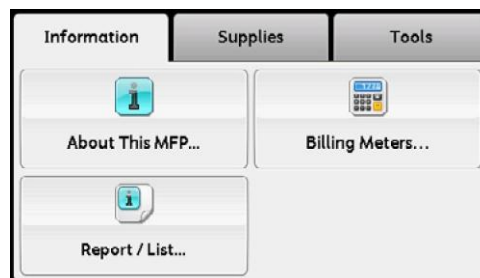 Information Supplies Tools
About This MFP... Billing Meters...
Report / List...